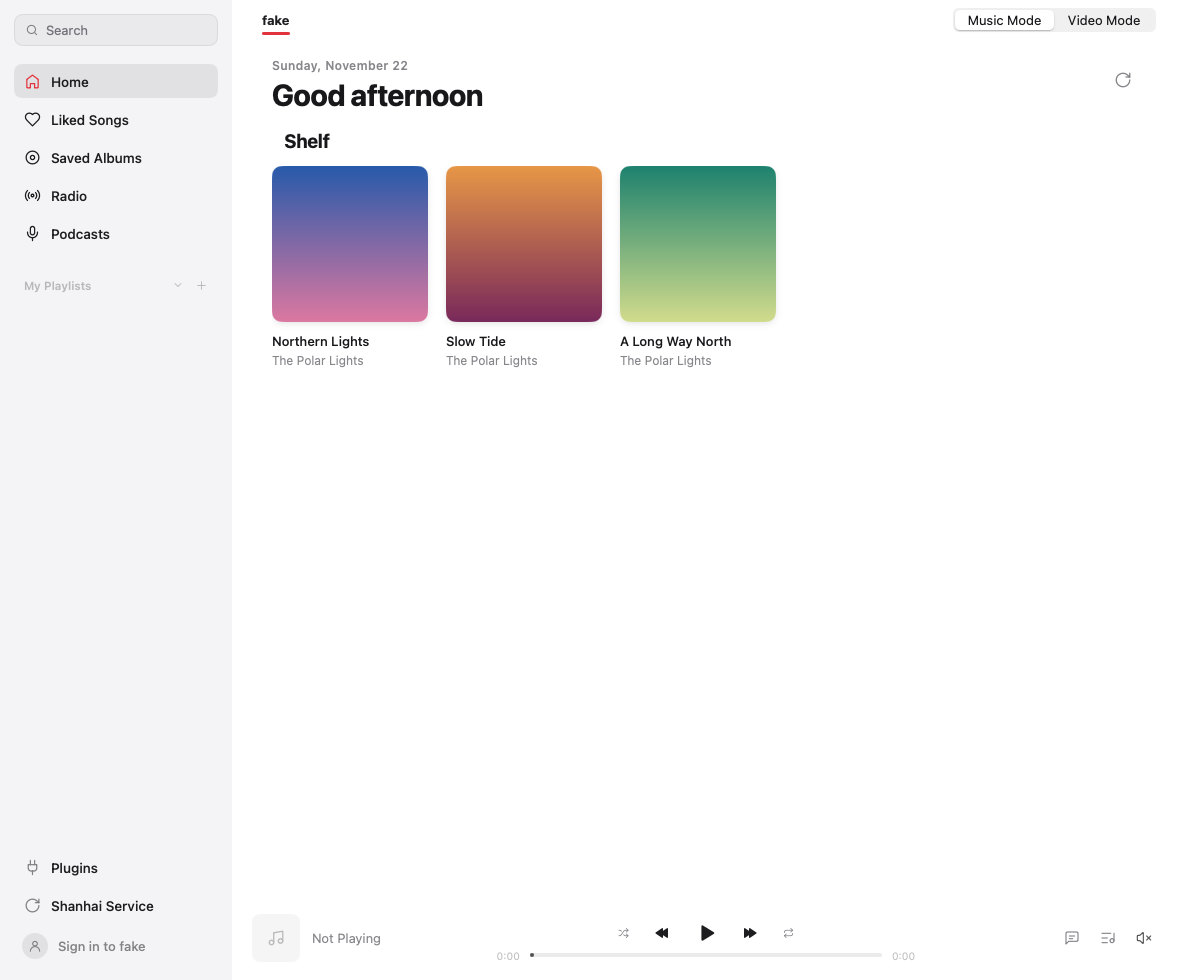 Search
Home
Liked Songs
Saved Albums
Radio
Podcasts
My Playlists
Plugins
Shanhai Service
Sign in to fake
fake
Music Mode
Video Mode
Sunday, November 22
Good afternoon
Shelf
Northern Lights
The Polar Lights
Slow Tide
The Polar Lights
A Long Way North
The Polar Lights
Not Playing
0:00
0:00